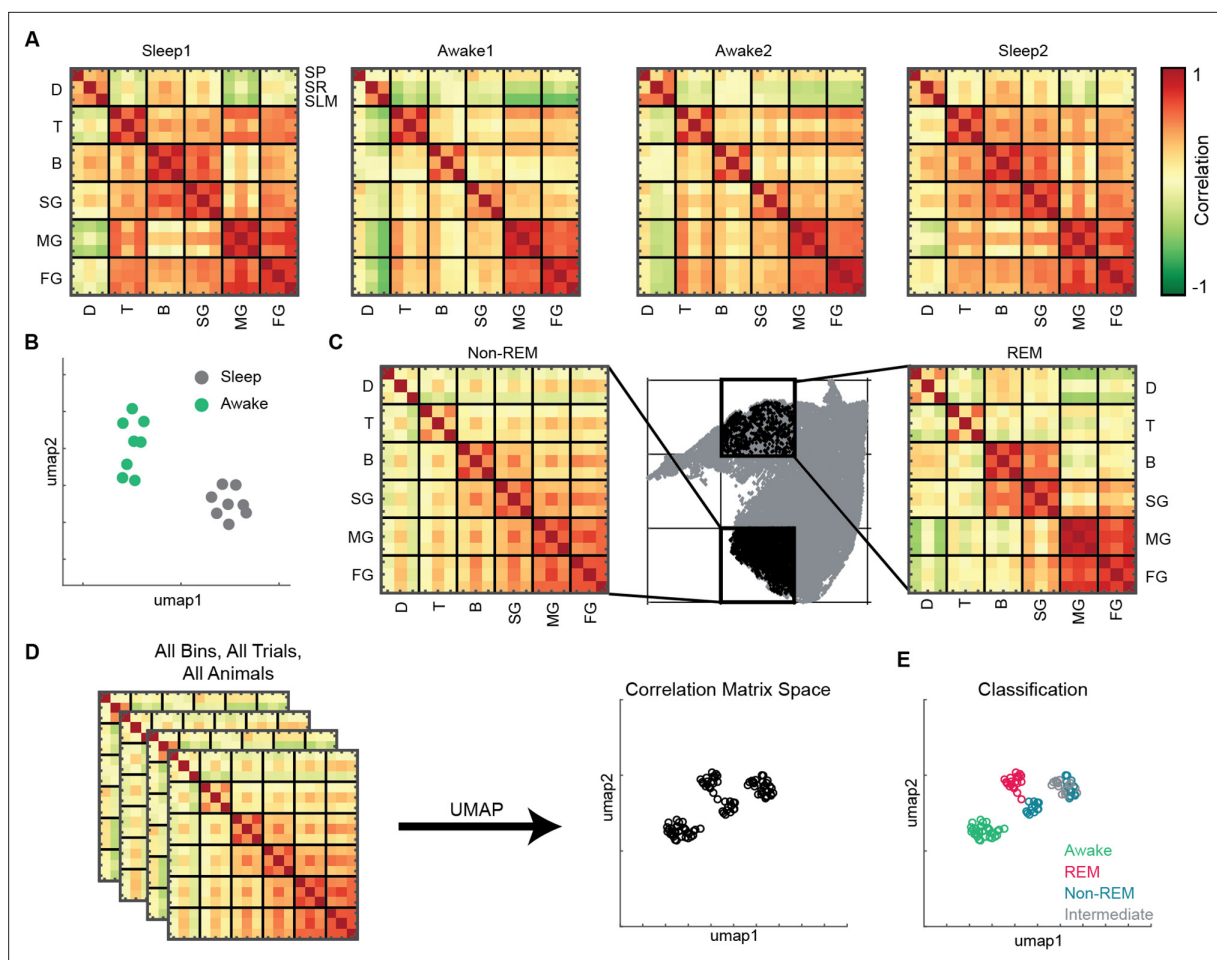 A
Sleep1
Awake1
Awake2
Sleep2
D
T
B
SG
MG
FG
SP
SR
SLM
D
T
B
SG
MG
FG
D
T
B
SG
MG
FG
D
T
B
SG
MG
FG
D
T
B
SG
MG
FG
1
Correlation
-1
B
Sleep
Awake
umap2
umap1
C
Non-REM
REM
D
T
B
SG
MG
FG
D
T
B
SG
MG
FG
D
T
B
SG
MG
FG
D
T
B
SG
MG
FG
D
All Bins, All Trials,
All Animals
UMAP
Correlation Matrix Space
umap2
umap1
E
Classification
umap2
Awake
REM
Non-REM
Intermediate
umap1